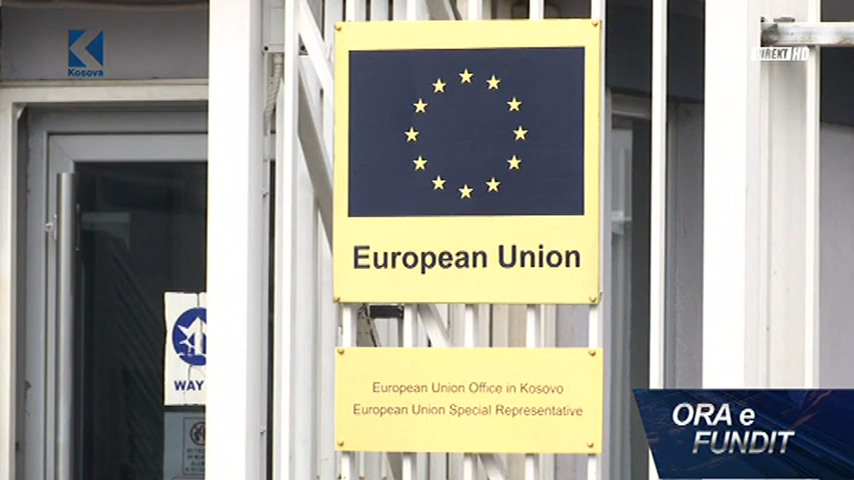 Kosova
DIREKT HD
European Union
European Union Office in Kosovo
European Union Special Representative
WAY
ORA e
FUNDIT